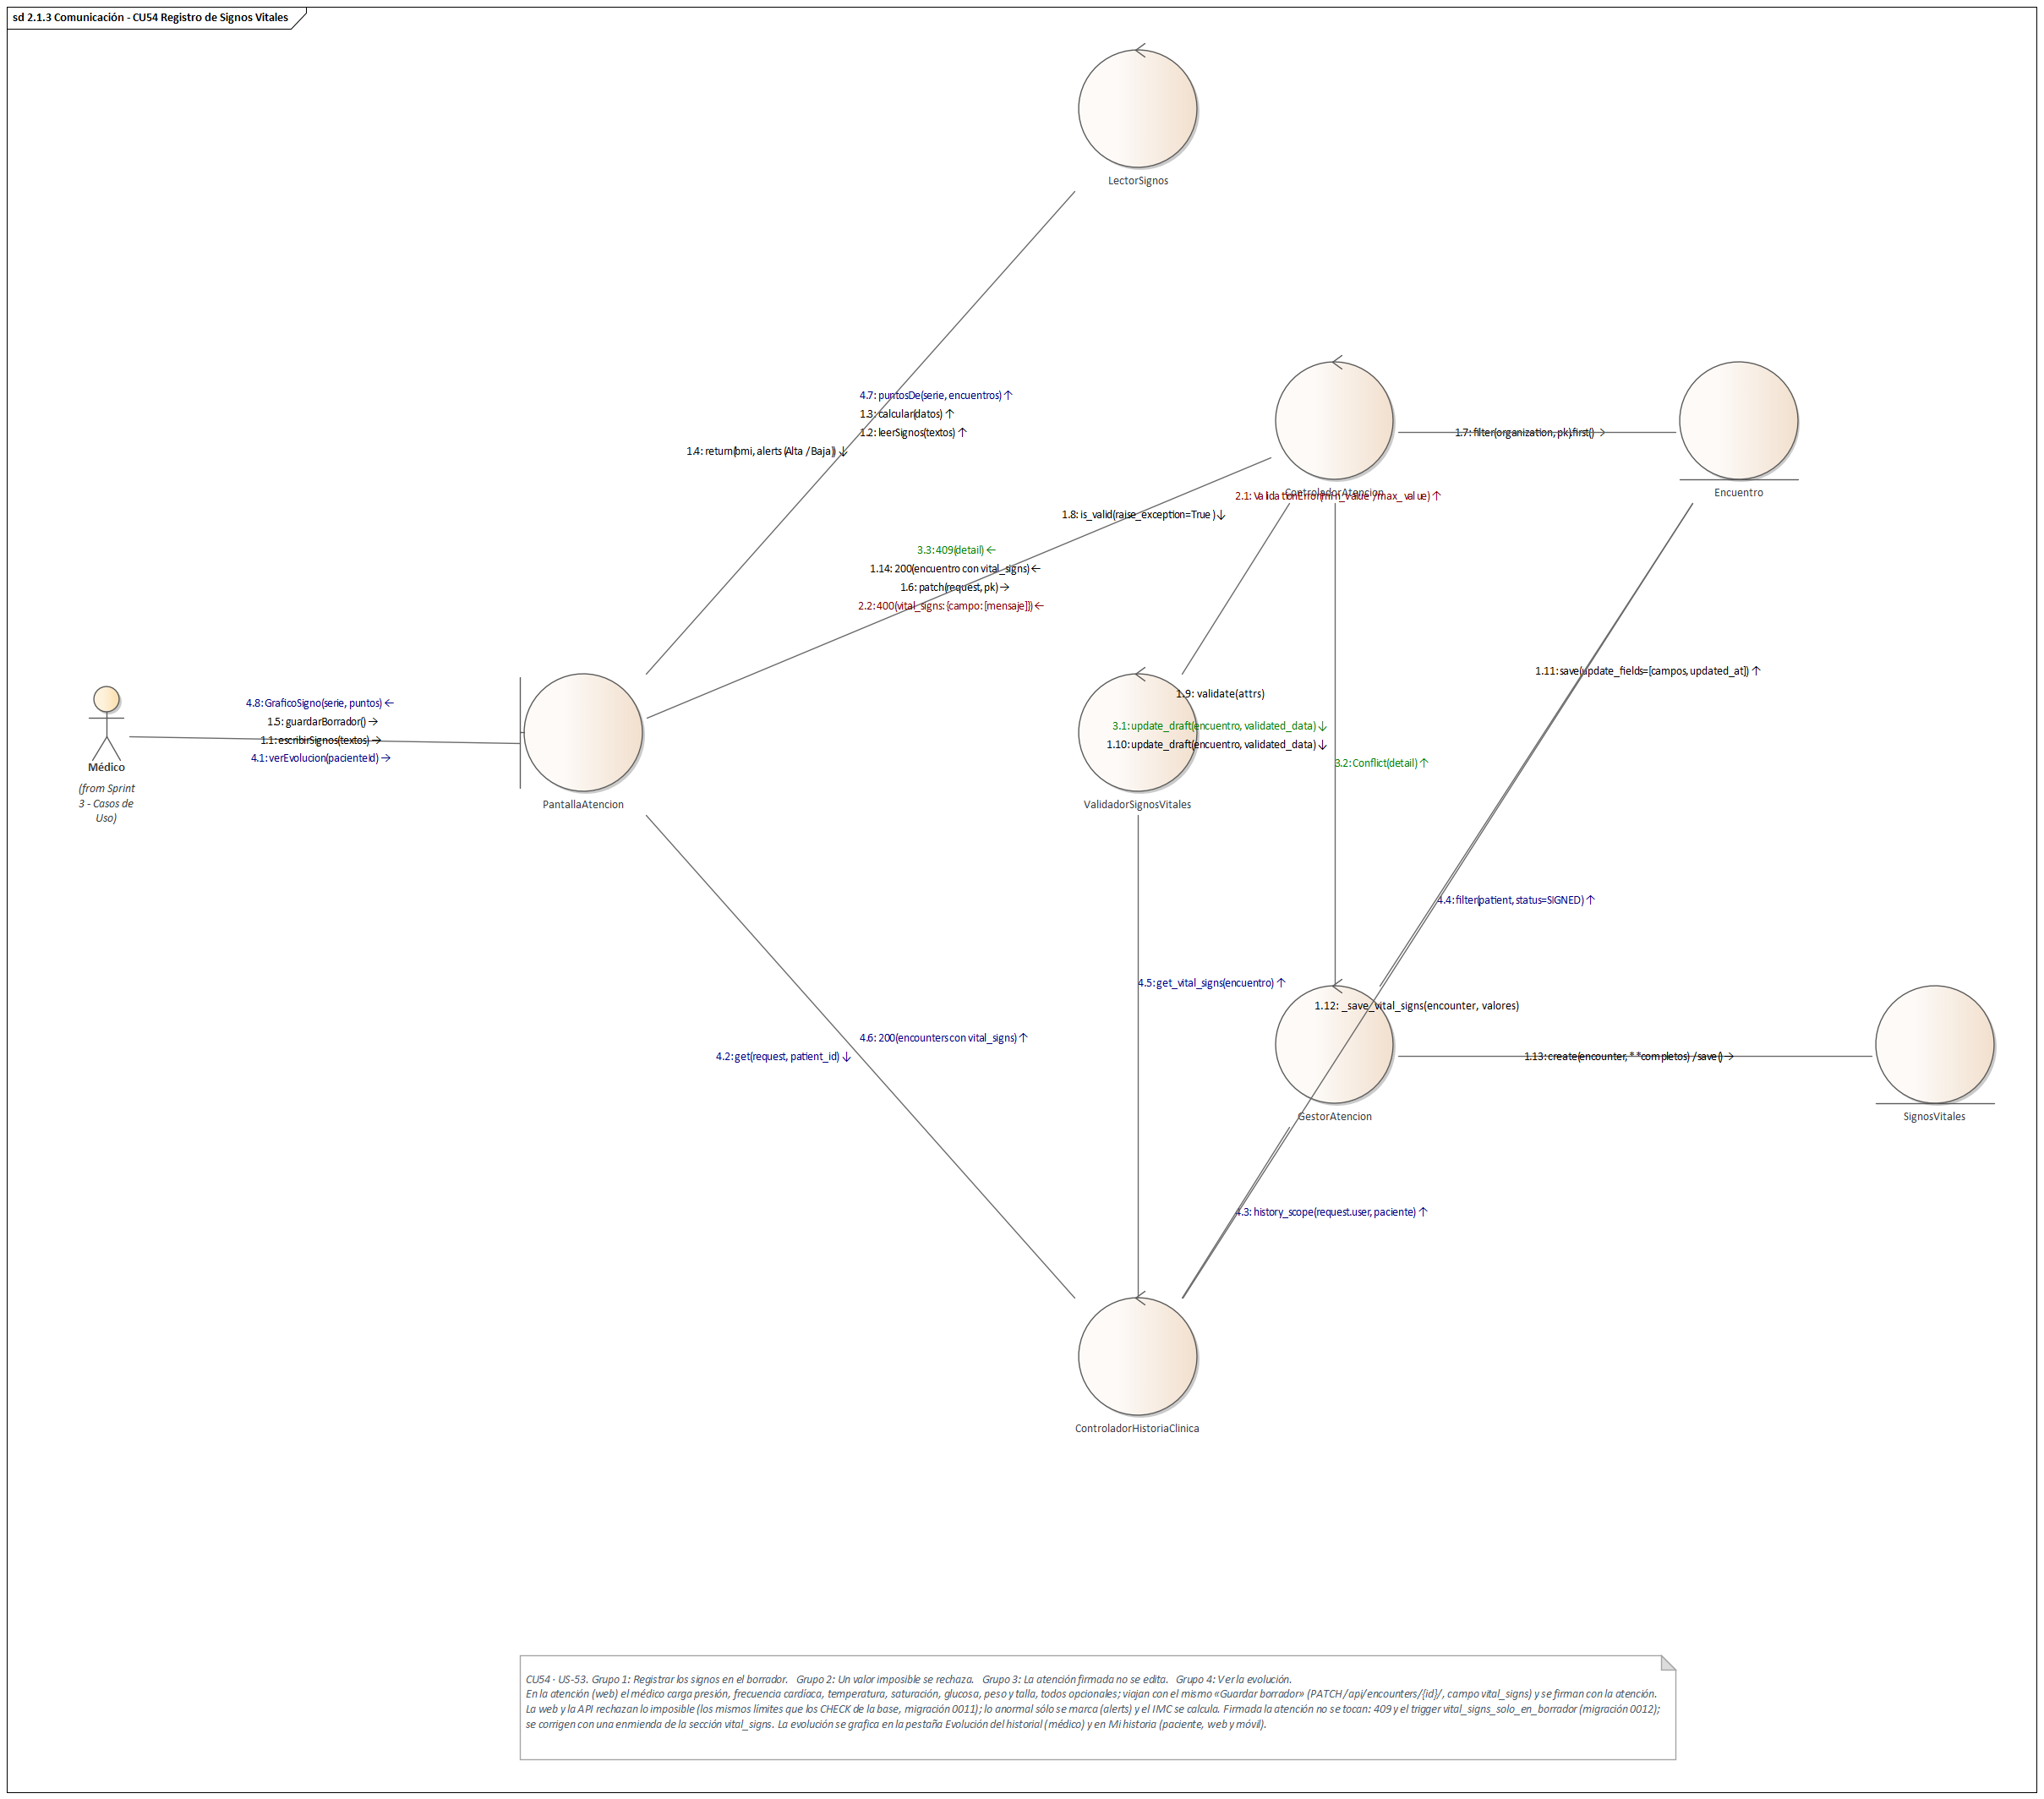 sd 2.1.3 Comunicación - CU54 Registro de Signos Vitales
LectorSignos
4.7: puntosDe(serie, encuentros)
1.3: calcular(datos)
1.2: leerSignos(textos)
1.4: return(bmi, alerts (Alta / Baja))
1.7: filter(organization, pk).first()
ControladorAtencion
Encuentro
2.1: ValidationError(min_value / max_value)
1.8: is_valid(raise_exception=True)
3.3: 409(detail)
1.14: 200(encuentro con vital_signs)
1.6: patch(request, pk)
2.2: 400(vital_signs: {campo: [mensaje]})
1.11: save(update_fields=[campos, updated_at])
1.9: validate(attrs)
4.8: GraficoSigno(serie, puntos)
1.5: guardarBorrador()
1.1: escribirSignos(textos)
4.1: verEvolucion(pacienteId)
3.1: update_draft(encuentro, validated_data)
1.10: update_draft(encuentro, validated_data)
3.2: Conflict(detail)
Médico
(from Sprint
3 - Casos de
Uso)
PantallaAtencion
ValidadorSignosVitales
4.4: filter(patient, status=SIGNED)
4.5: get_vital_signs(encuentro)
1.12: _save_vital_signs(encounter, valores)
4.6: 200(encounters con vital_signs)
4.2: get(request, patient_id)
1.13: create(encounter, **completos) / save()
GestorAtencion
SignosVitales
4.3: history_scope(request.user, paciente)
ControladorHistoriaClinica
CU54 · US-53. Grupo 1: Registrar los signos en el borrador.   Grupo 2: Un valor imposible se rechaza.   Grupo 3: La atención firmada no se edita.   Grupo 4: Ver la evolución.
En la atención (web) el médico carga presión, frecuencia cardíaca, temperatura, saturación, glucosa, peso y talla, todos opcionales; viajan con el mismo «Guardar borrador» (PATCH /api/encounters/{id}/, campo vital_signs) y se firman con la atención.
La web y la API rechazan lo imposible (los mismos límites que los CHECK de la base, migración 0011); lo anormal sólo se marca (alerts) y el IMC se calcula. Firmada la atención no se tocan: 409 y el trigger vital_signs_solo_en_borrador (migración 0012);
se corrigen con una enmienda de la sección vital_signs. La evolución se grafica en la pestaña Evolución del historial (médico) y en Mi historia (paciente, web y móvil).